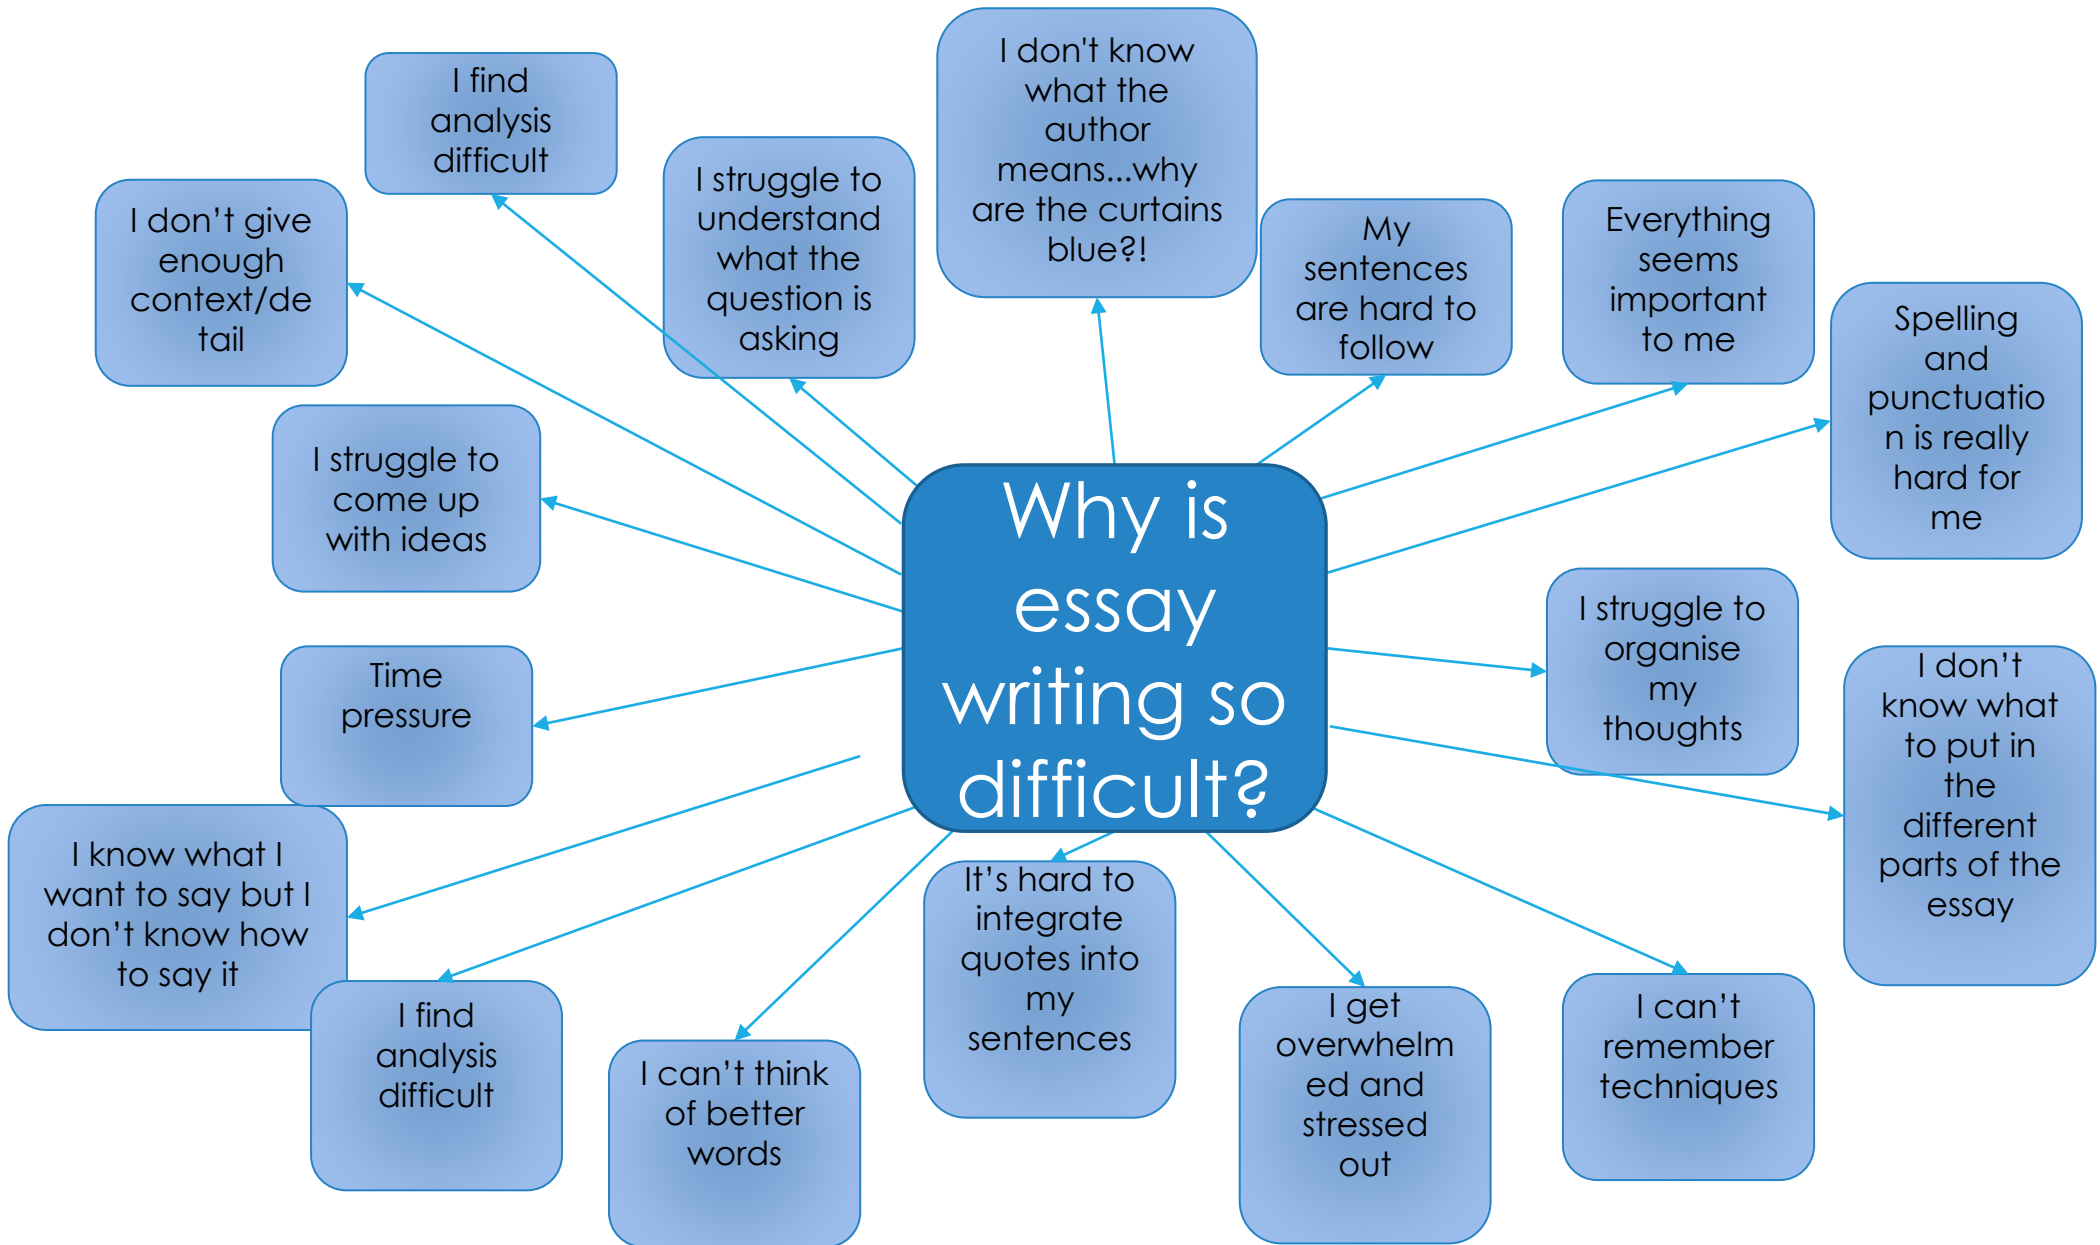 I find
analysis
difficult
I don't know
what the
author
means...why
are the curtains
blue?!
I struggle to
understand
what the
question is
asking
I don’t give
enough
context/de
tail
My
sentences
are hard to
follow
Everything
seems
important
to me
Spelling
and
punctuatio
n is really
hard for
me
I struggle to
come up
with ideas
Why is
essay
writing so
difficult?
I struggle to
organise
my
thoughts
Time
pressure
I don’t
know what
to put in
the
different
parts of the
essay
I know what I
want to say but I
don’t know how
to say it
I find
analysis
difficult
I can’t think
of better
words
It’s hard to
integrate
quotes into
my
sentences
I get
overwhelm
ed and
stressed
out
I can’t
remember
techniques